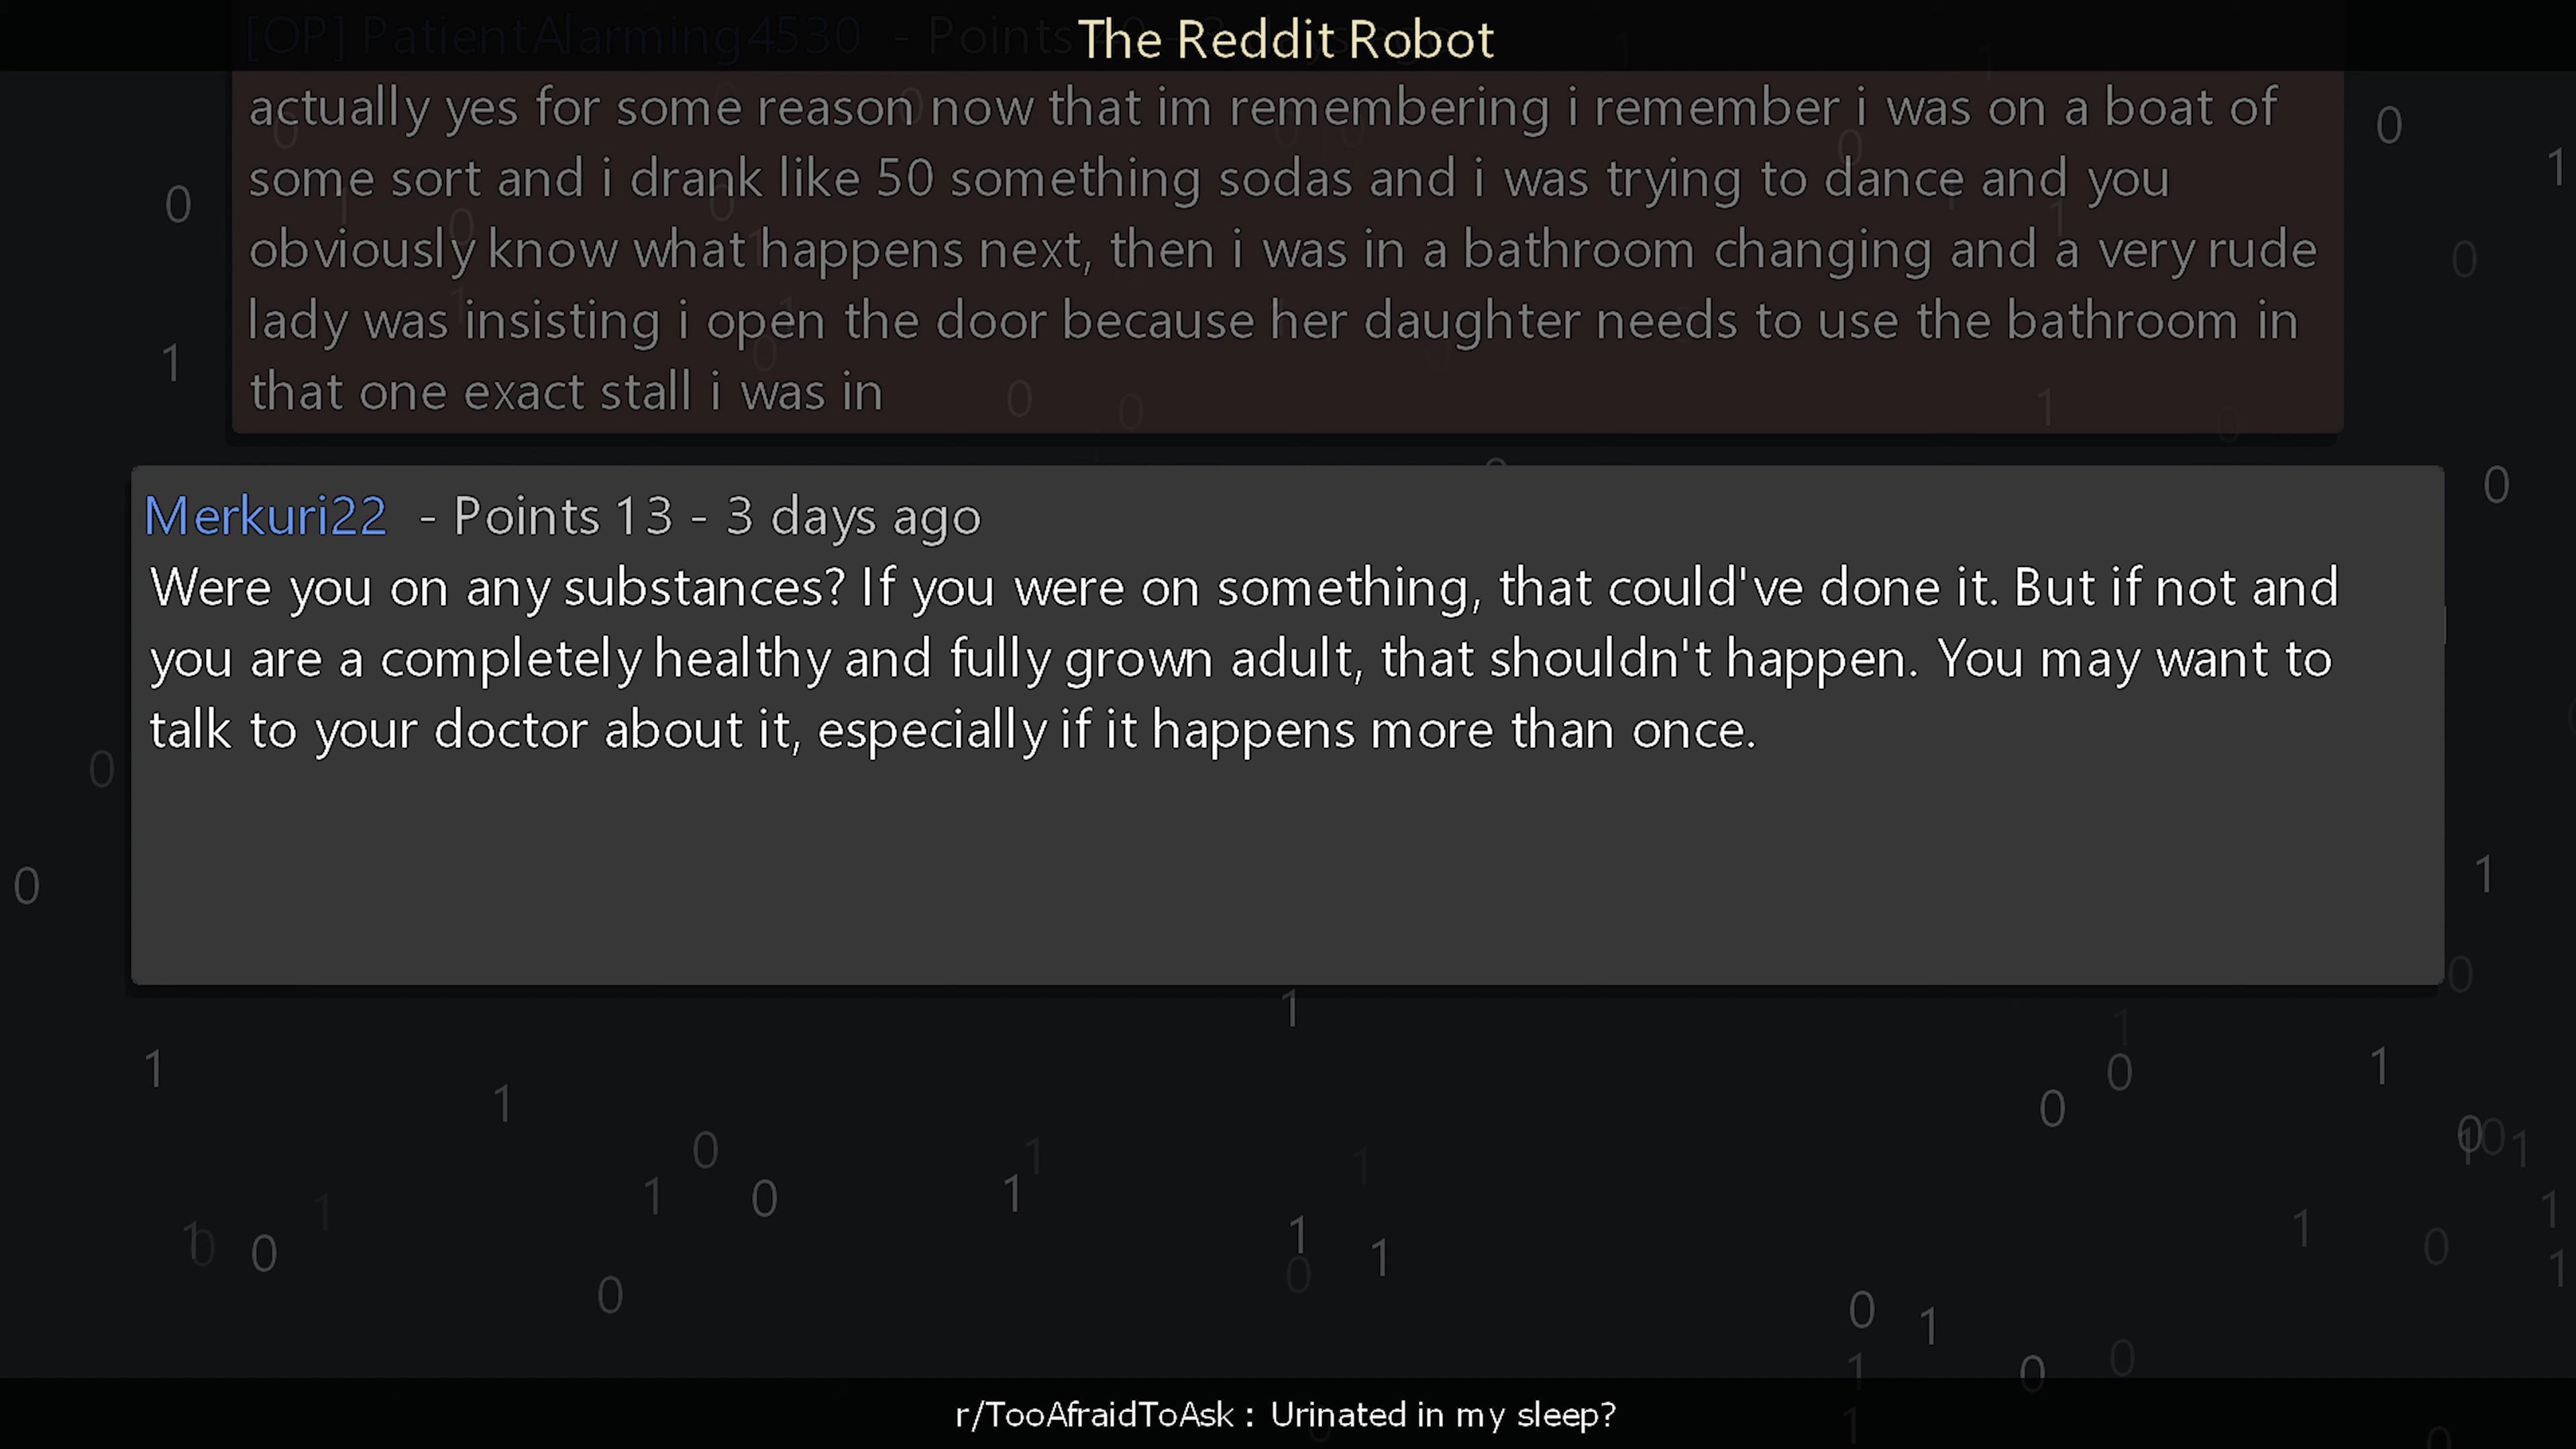 The Reddit Robot
[OP] PatientAlarming4530 - Points
actually yes for some reason now that im remembering i remember i was on a boat of
some sort and i drank like 50 something sodas and i was trying to dance and you
obviously know what happens next, then i was in a bathroom changing and a very rude
lady was insisting i open the door because her daughter needs to use the bathroom in
that one exact stall i was in
Merkuri22 - Points 13 - 3 days ago
Were you on any substances? If you were on something, that could've done it. But if not and
you are a completely healthy and fully grown adult, that shouldn't happen. You may want to
talk to your doctor about it, especially if it happens more than once.
r/TooAfraidToAsk : Urinated in my sleep?